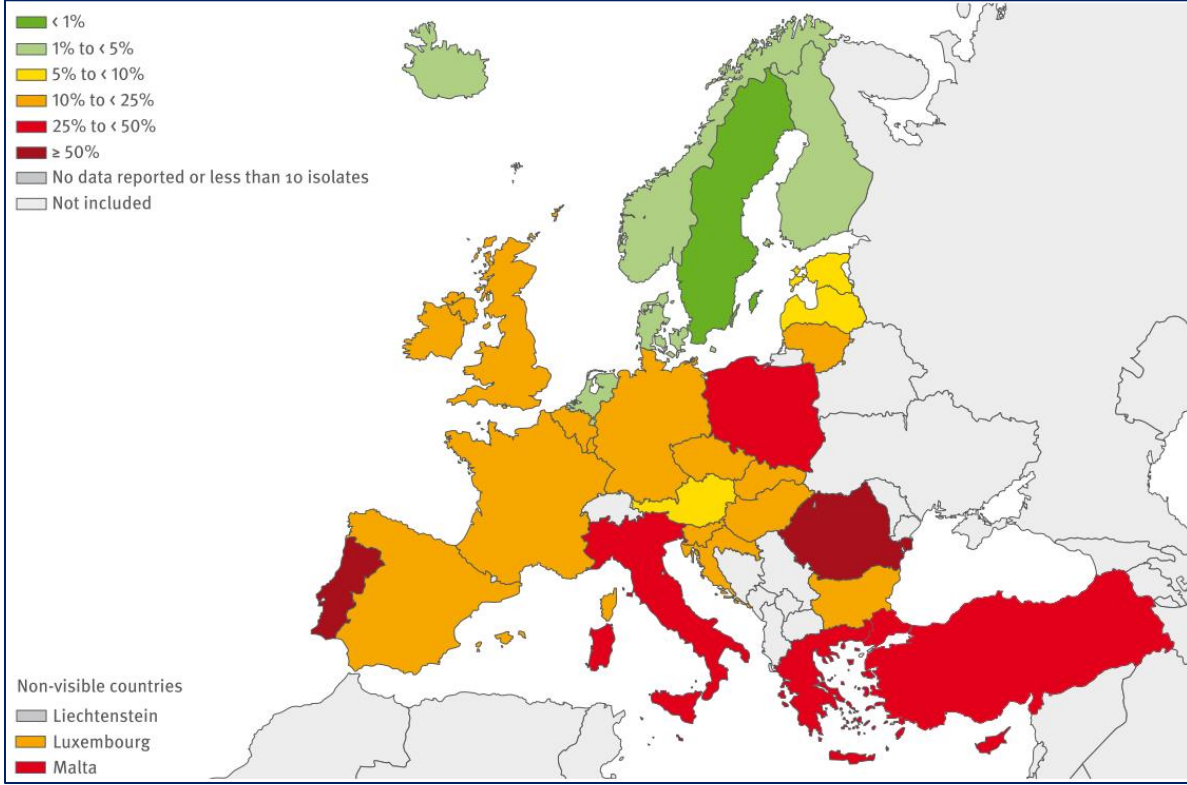 < 1%
1% to < 5%
5% to < 10%
10% to < 25%
25% to < 50%
≥ 50%
No data reported or less than 10 isolates
Not included
Non-visible countries
Liechtenstein
Luxembourg
Malta